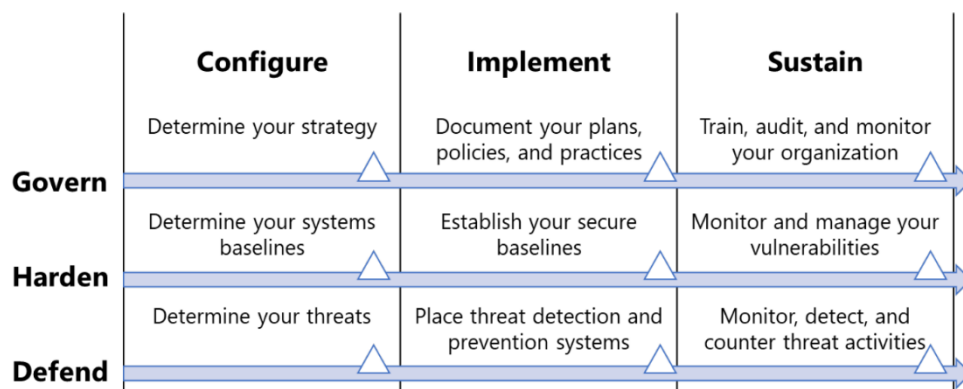 Configure
Implement
Sustain
Determine your strategy
Document your plans,
policies, and practices
Train, audit, and monitor
your organization
Govern
Determine your systems
baselines
Establish your secure
baselines
Monitor and manage your
vulnerabilities
Harden
Determine your threats
Place threat detection and
prevention systems
Monitor, detect, and
counter threat activities
Defend